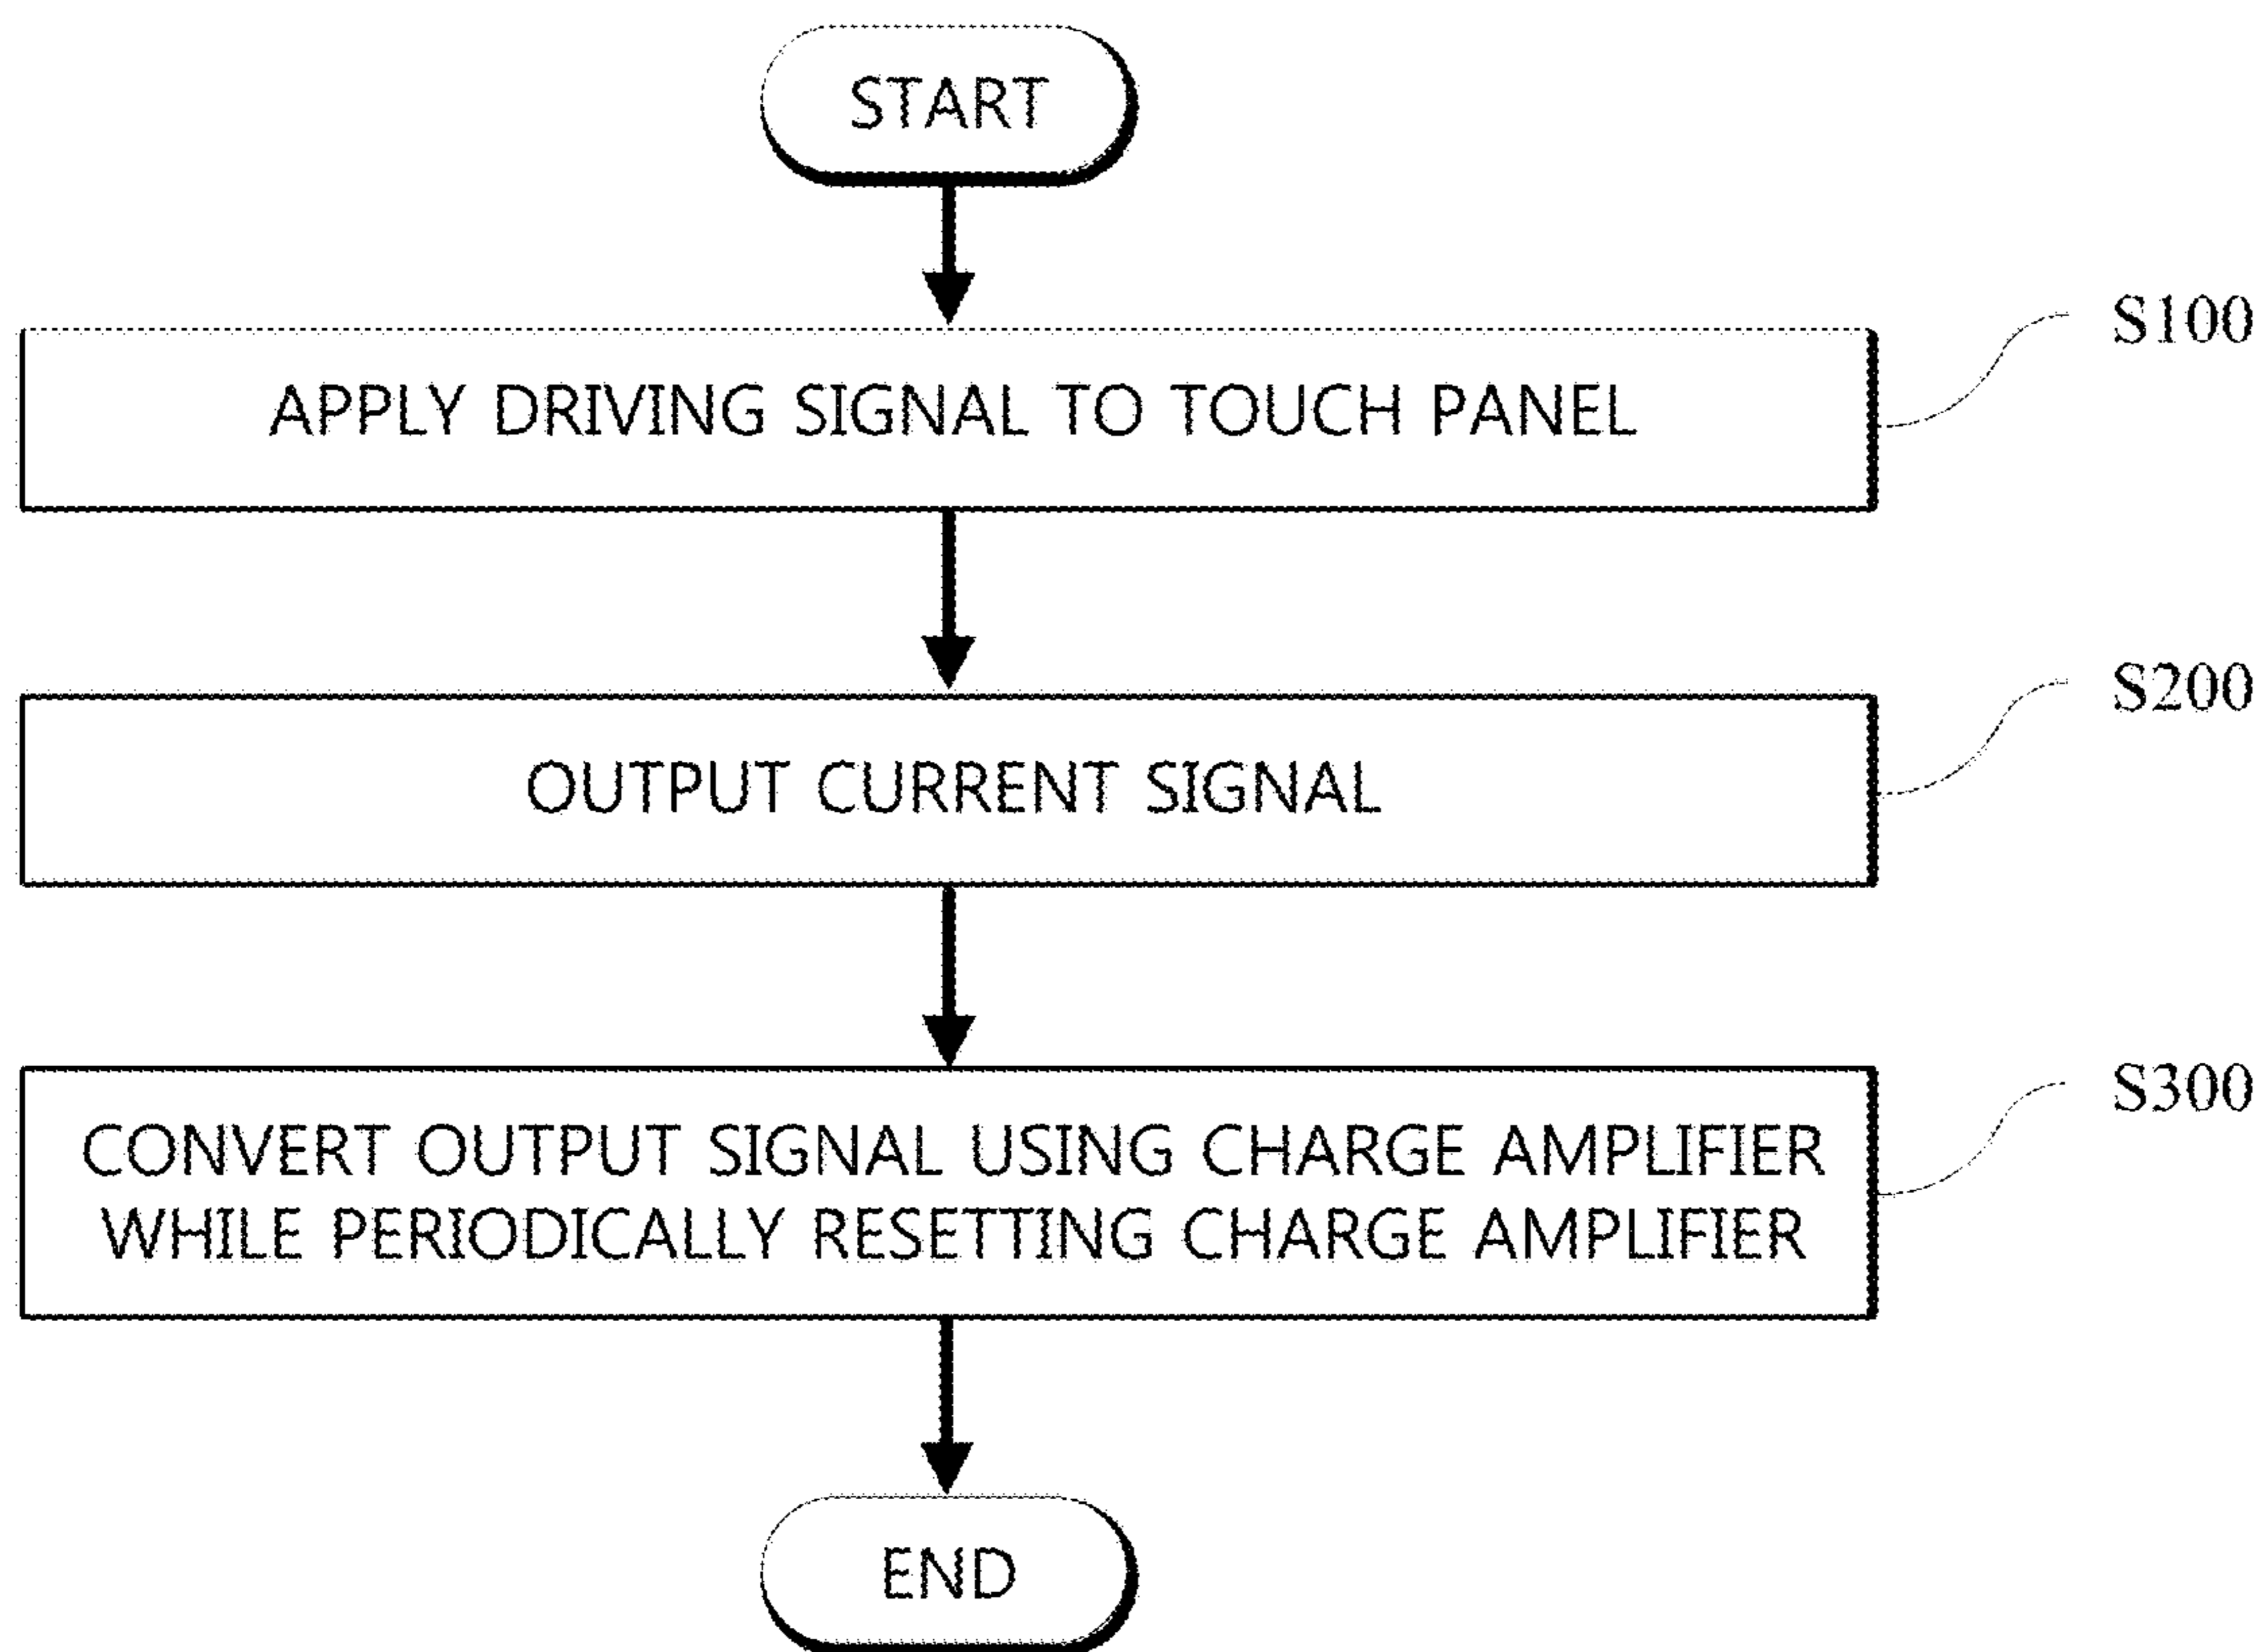 START
S100
APPLY DRIVING SIGNAL TO TOUCH PANEL
S200
OUTPUT CURRENT SIGNAL
S300
CONVERT OUTPUT SIGNAL USING CHARGE AMPLIFIER
WHILE PERIODICALLY RESETTING CHARGE AMPLIFIER
END